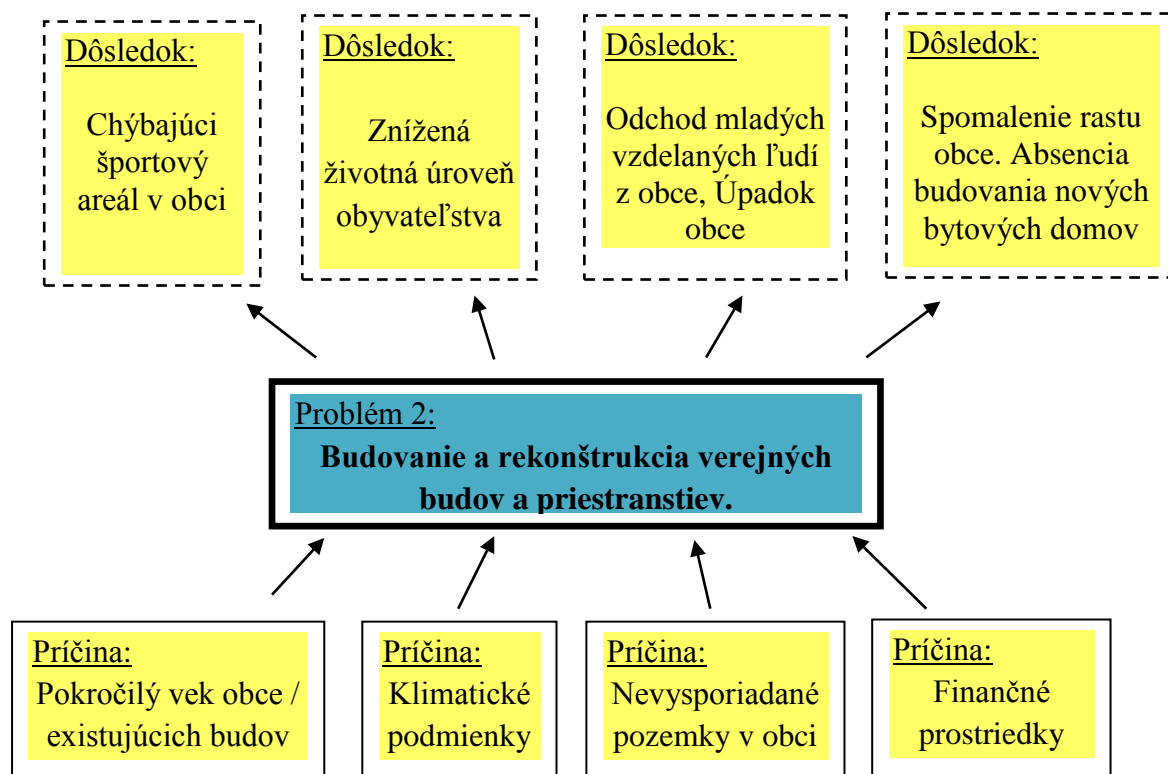 Dôsledok:
Chýbajúci
športový
areál v obci
Dôsledok:
Znížená
životná úroveň
obyvateľstva
Dôsledok:
Odchod mladých
vzdelaných ľudí
z obce, Úpadok
obce
Dôsledok:
Spomalenie rastu
obce. Absencia
budovania nových
bytových domov
Problém 2:
Budovanie a rekonštrukcia verejných
budov a priestranstiev.
Príčina:
Pokročilý vek obce /
existujúcich budov
Príčina:
Klimatické
podmienky
Príčina:
Nevysporiadané
pozemky v obci
Príčina:
Finančné
prostriedky